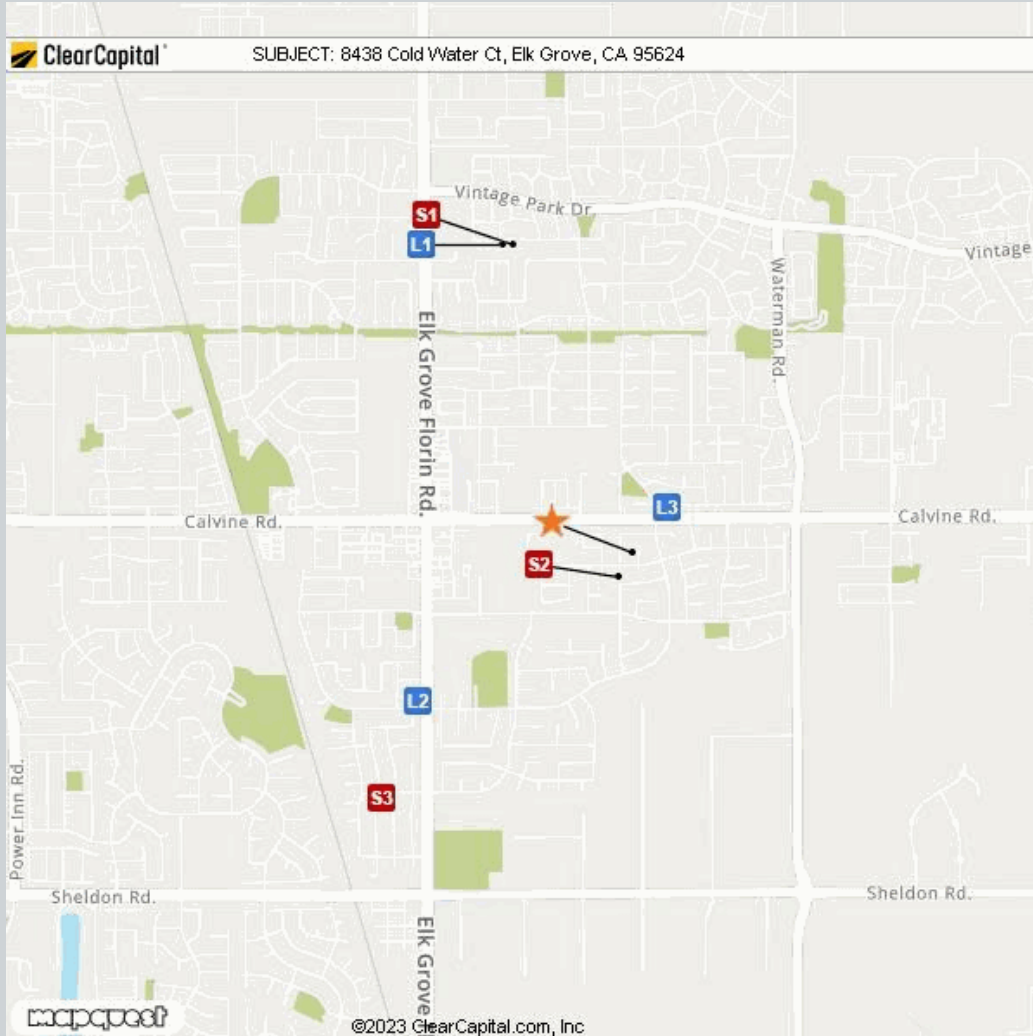 ClearCapital
SUBJECT: 8438 Cold Water Ct, Elk Grove, CA 95624
Vintage Park Dr.
S1
L1
Vintage
Waterman Rd.
Elk Grove Florin Rd.
L3
Calvine Rd.
Calvine Rd.
S2
L2
Power Inn Rd.
S3
Sheldon Rd.
Sheldon Rd.
Elk Grove
mapquest
©2023 ClearCapital.com, Inc